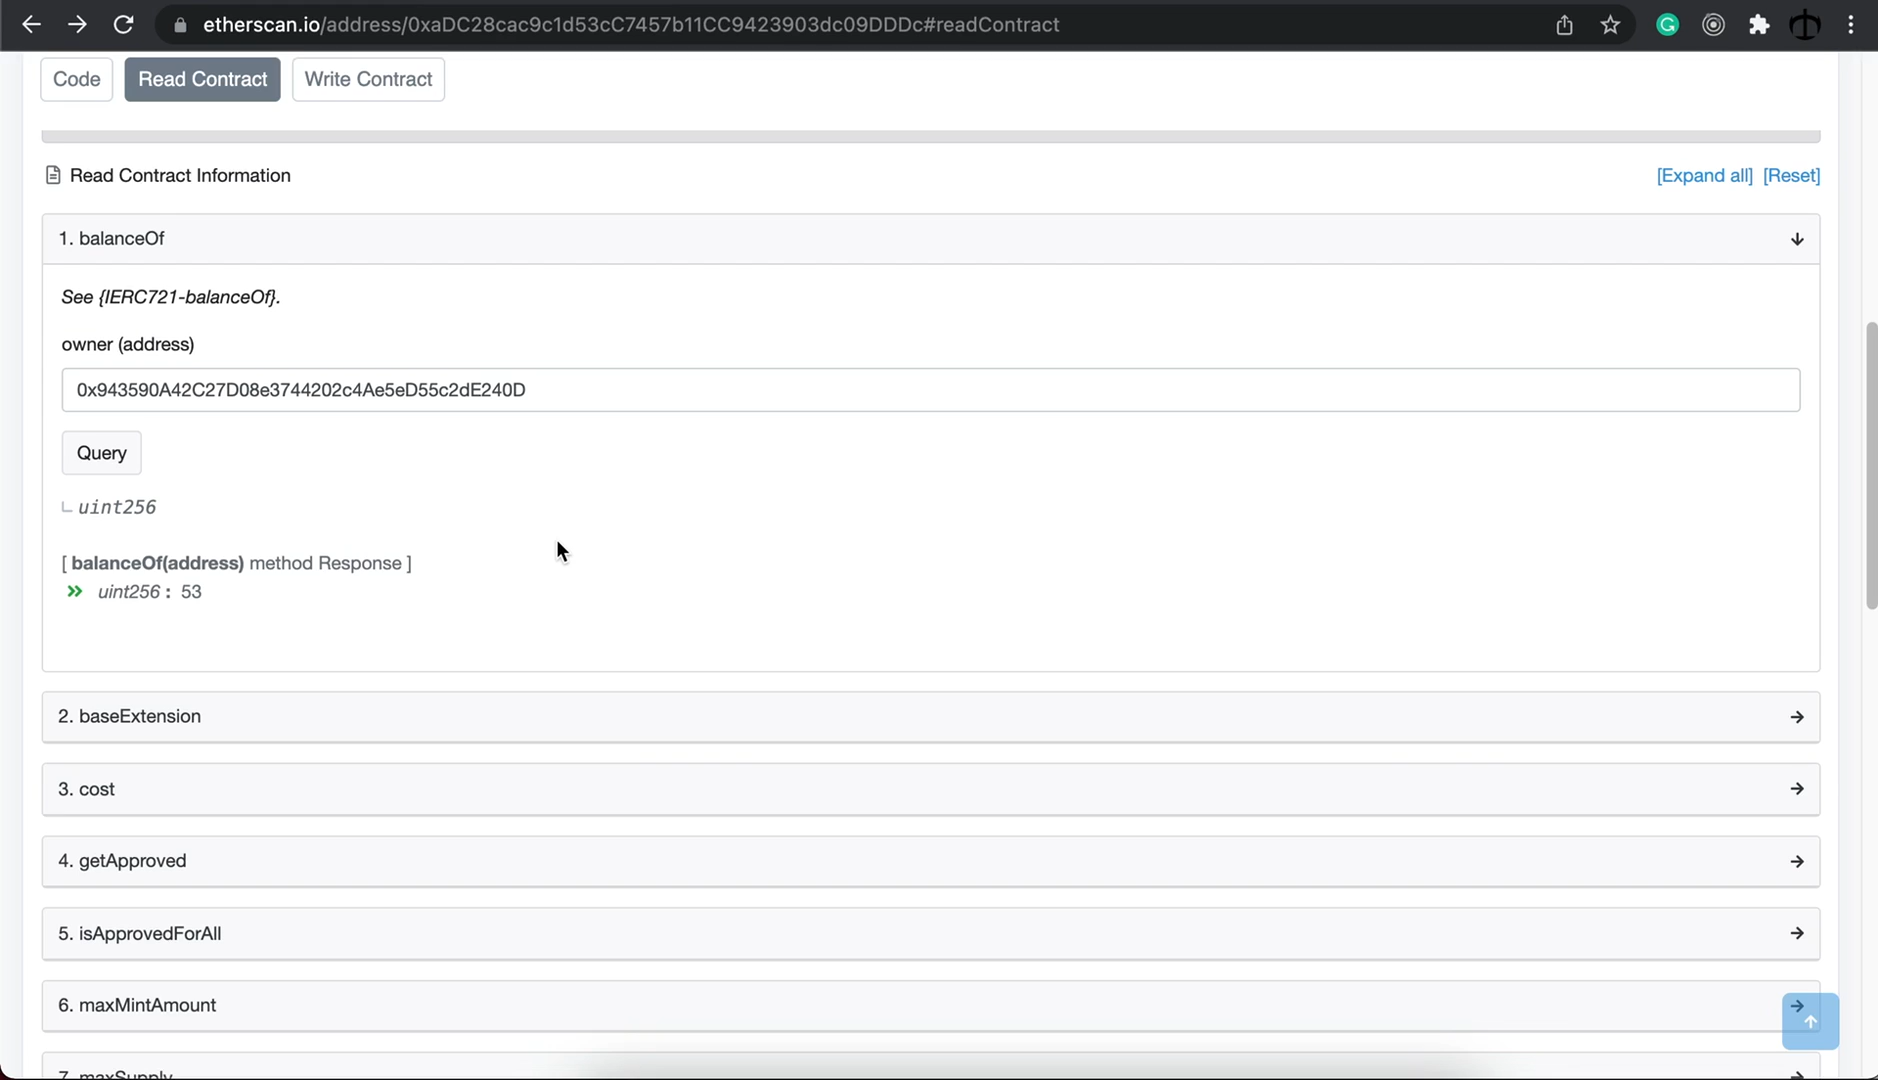 etherscan.io/address/0xaDC28cac9c1d53cC7457b11CC9423903dc09DDDc#readContract
Code
Read Contract
Write Contract
Read Contract Information
[Expand all] [Reset]
1. balanceOf
See {IERC721-balanceOf}.
owner (address)
0x943590A42C27D08e3744202c4Ae5eD55c2dE240D
Query
uint256
[ balanceOf(address) method Response ]
uint256 : 53
2. baseExtension
3. cost
4. getApproved
5. isApprovedForAll
6. maxMintAmount
7. maxSupply